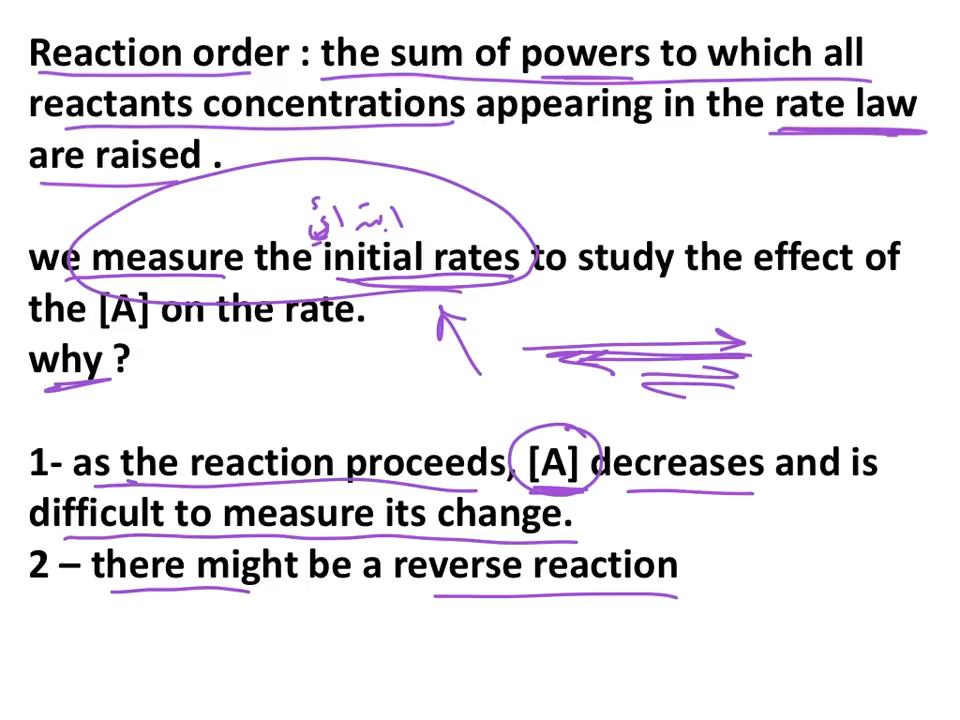 Reaction order : the sum of powers to which all
reactants concentrations appearing in the rate law
are raised .
ابتدائي
we measure the initial rates to study the effect of
the [A] on the rate.
why ?
1- as the reaction proceeds, [A] decreases and is
difficult to measure its change.
2 – there might be a reverse reaction